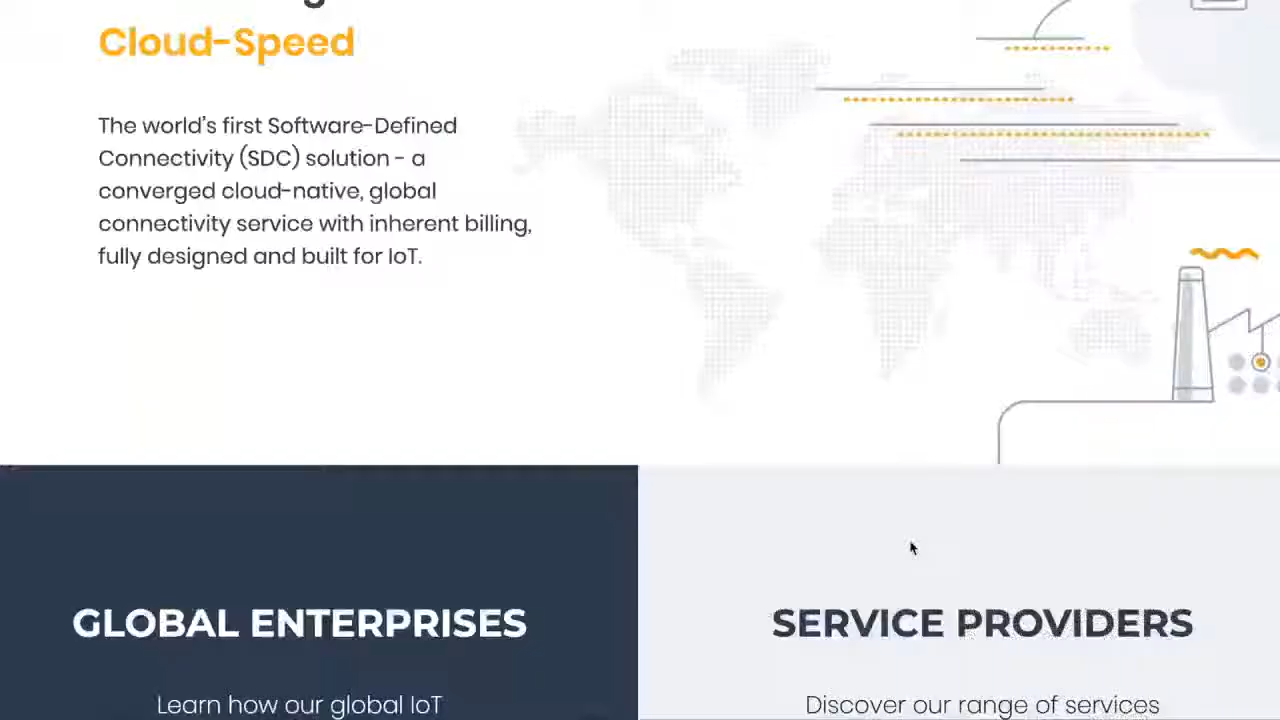 Cloud-Speed
The world's first Software-Defined
Connectivity (SDC) solution - a
converged cloud-native, global
connectivity service with inherent billing,
fully designed and built for IoT.
GLOBAL ENTERPRISES
Learn how our global IoT
SERVICE PROVIDERS
Discover our range of services